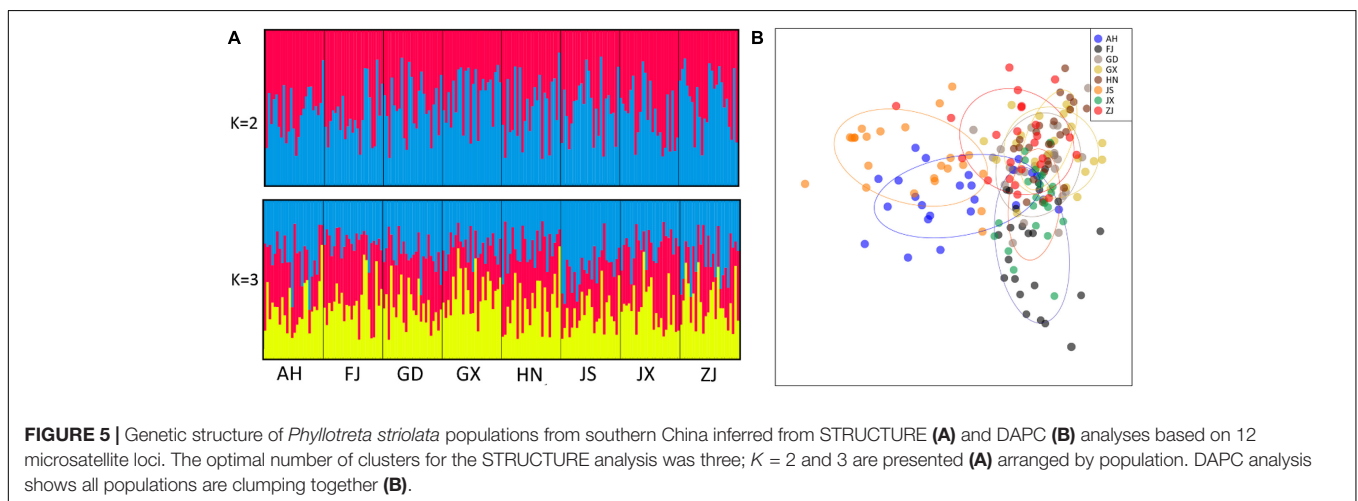 A
K=2
K=3
AH FJ GD GX HN JS JX ZJ
B
AH
FJ
GD
GX
HN
JS
JX
ZJ
FIGURE 5 | Genetic structure of Phyllotreta striolata populations from southern China inferred from STRUCTURE (A) and DAPC (B) analyses based on 12
microsatellite loci. The optimal number of clusters for the STRUCTURE analysis was three; K = 2 and 3 are presented (A) arranged by population. DAPC analysis
shows all populations are clumping together (B).